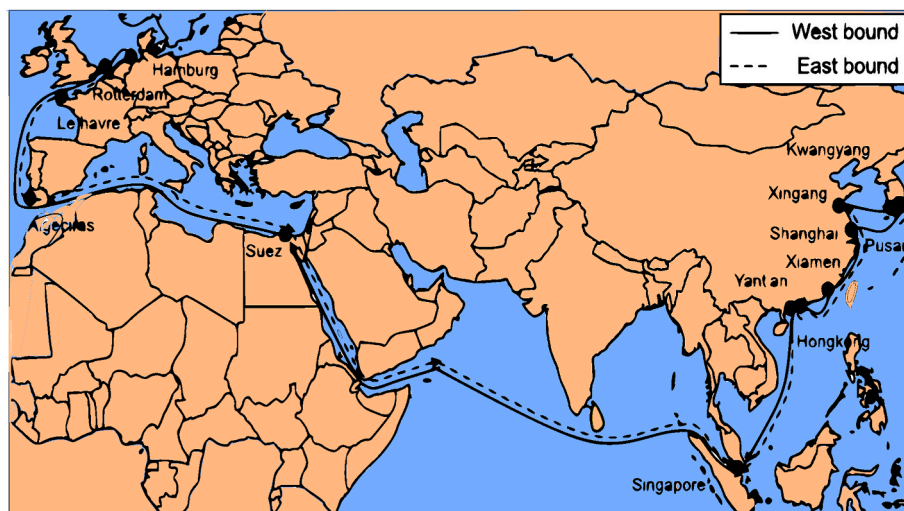 West bound
East bound
Hamburg
Rotterdam
Le havre
Kwangyang
Xingang
Algeciras
Shanghai
Pusan
Suez
Xiamen
Yantian
Hongkong
Singapore